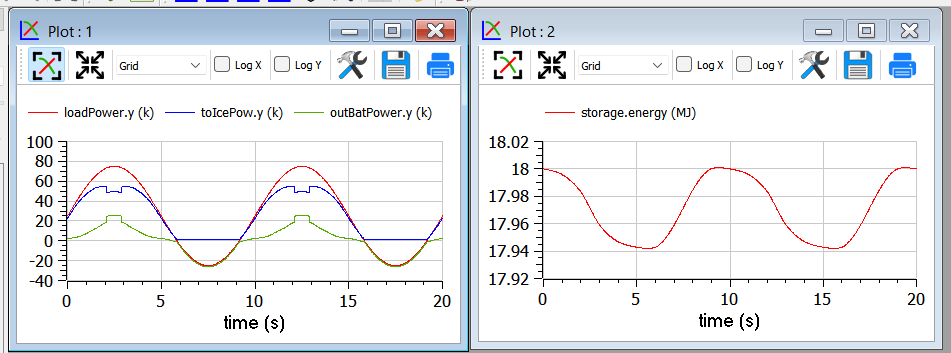 Plot : 1
Grid Log X Log Y
loadPower.y (k) toIcePow.y (k) outBatPower.y (k)
100
80
60
40
20
0
-20
-40
0 5 10 15 20
time (s)
Plot : 2
Grid Log X Log Y
storage.energy (MJ)
18.02
18
17.98
17.96
17.94
17.92
0 5 10 15 20
time (s)